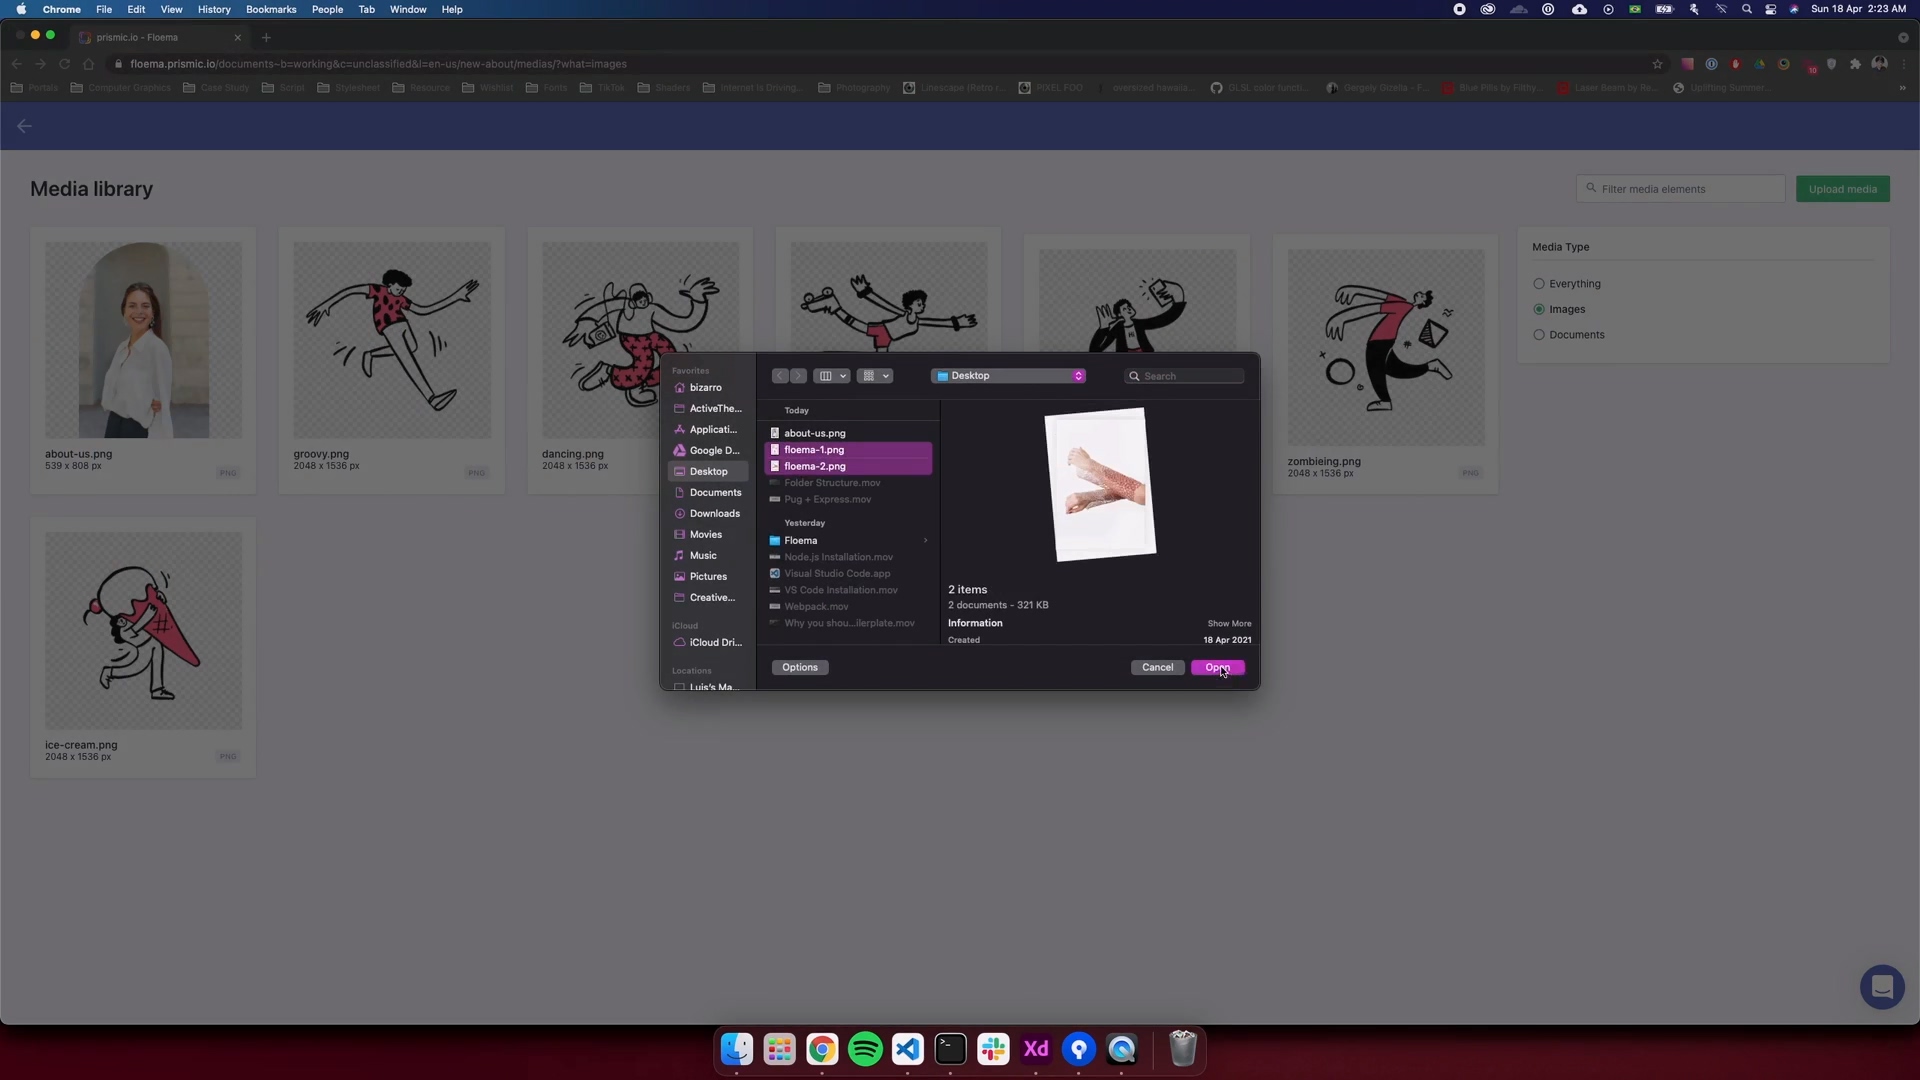 Chrome File Edit View History Bookmarks People Tab Window Help
Sun 18 Apr 2:23 AM
prismic.io - Floema
floema.prismic.io/documents~b=working&c=unclassified&l=en-us/new-about/medias/?what=images
10
Portals Computer Graphics Case Study Script Stylesheet Resource Wishlist Fonts TikTok Shaders Internet Is Driving... Photography Linescape (Retro r... PIXEL FOO oversized hawaiia... GLSL color functi... Gergely Gizella - F... Blue Pills by Filthy... Laser Beam by Re... Uplifting Summer... »
Media library
Filter media elements
Upload media
Media Type
Everything
Images
Documents
about-us.png
539 x 808 px
PNG
groovy.png
2048 x 1536 px
PNG
dancing.png
2048 x 1536 px
zombieing.png
2048 x 1536 px
PNG
ice-cream.png
2048 x 1536 px
PNG
Favorites
bizarro
ActiveThe...
Applicati...
Google D...
Desktop
Documents
Downloads
Movies
Music
Pictures
Creative...
iCloud
iCloud Dri...
Locations
Luis's Ma...
Desktop
Search
Today
about-us.png
floema-1.png
floema-2.png
Folder Structure.mov
Pug + Express.mov
Yesterday
Floema
Node.js Installation.mov
Visual Studio Code.app
VS Code Installation.mov
Webpack.mov
Why you shou...ilerplate.mov
2 items
2 documents - 321 KB
Information
Show More
Created
18 Apr 2021
Options
Cancel
Open
Xd